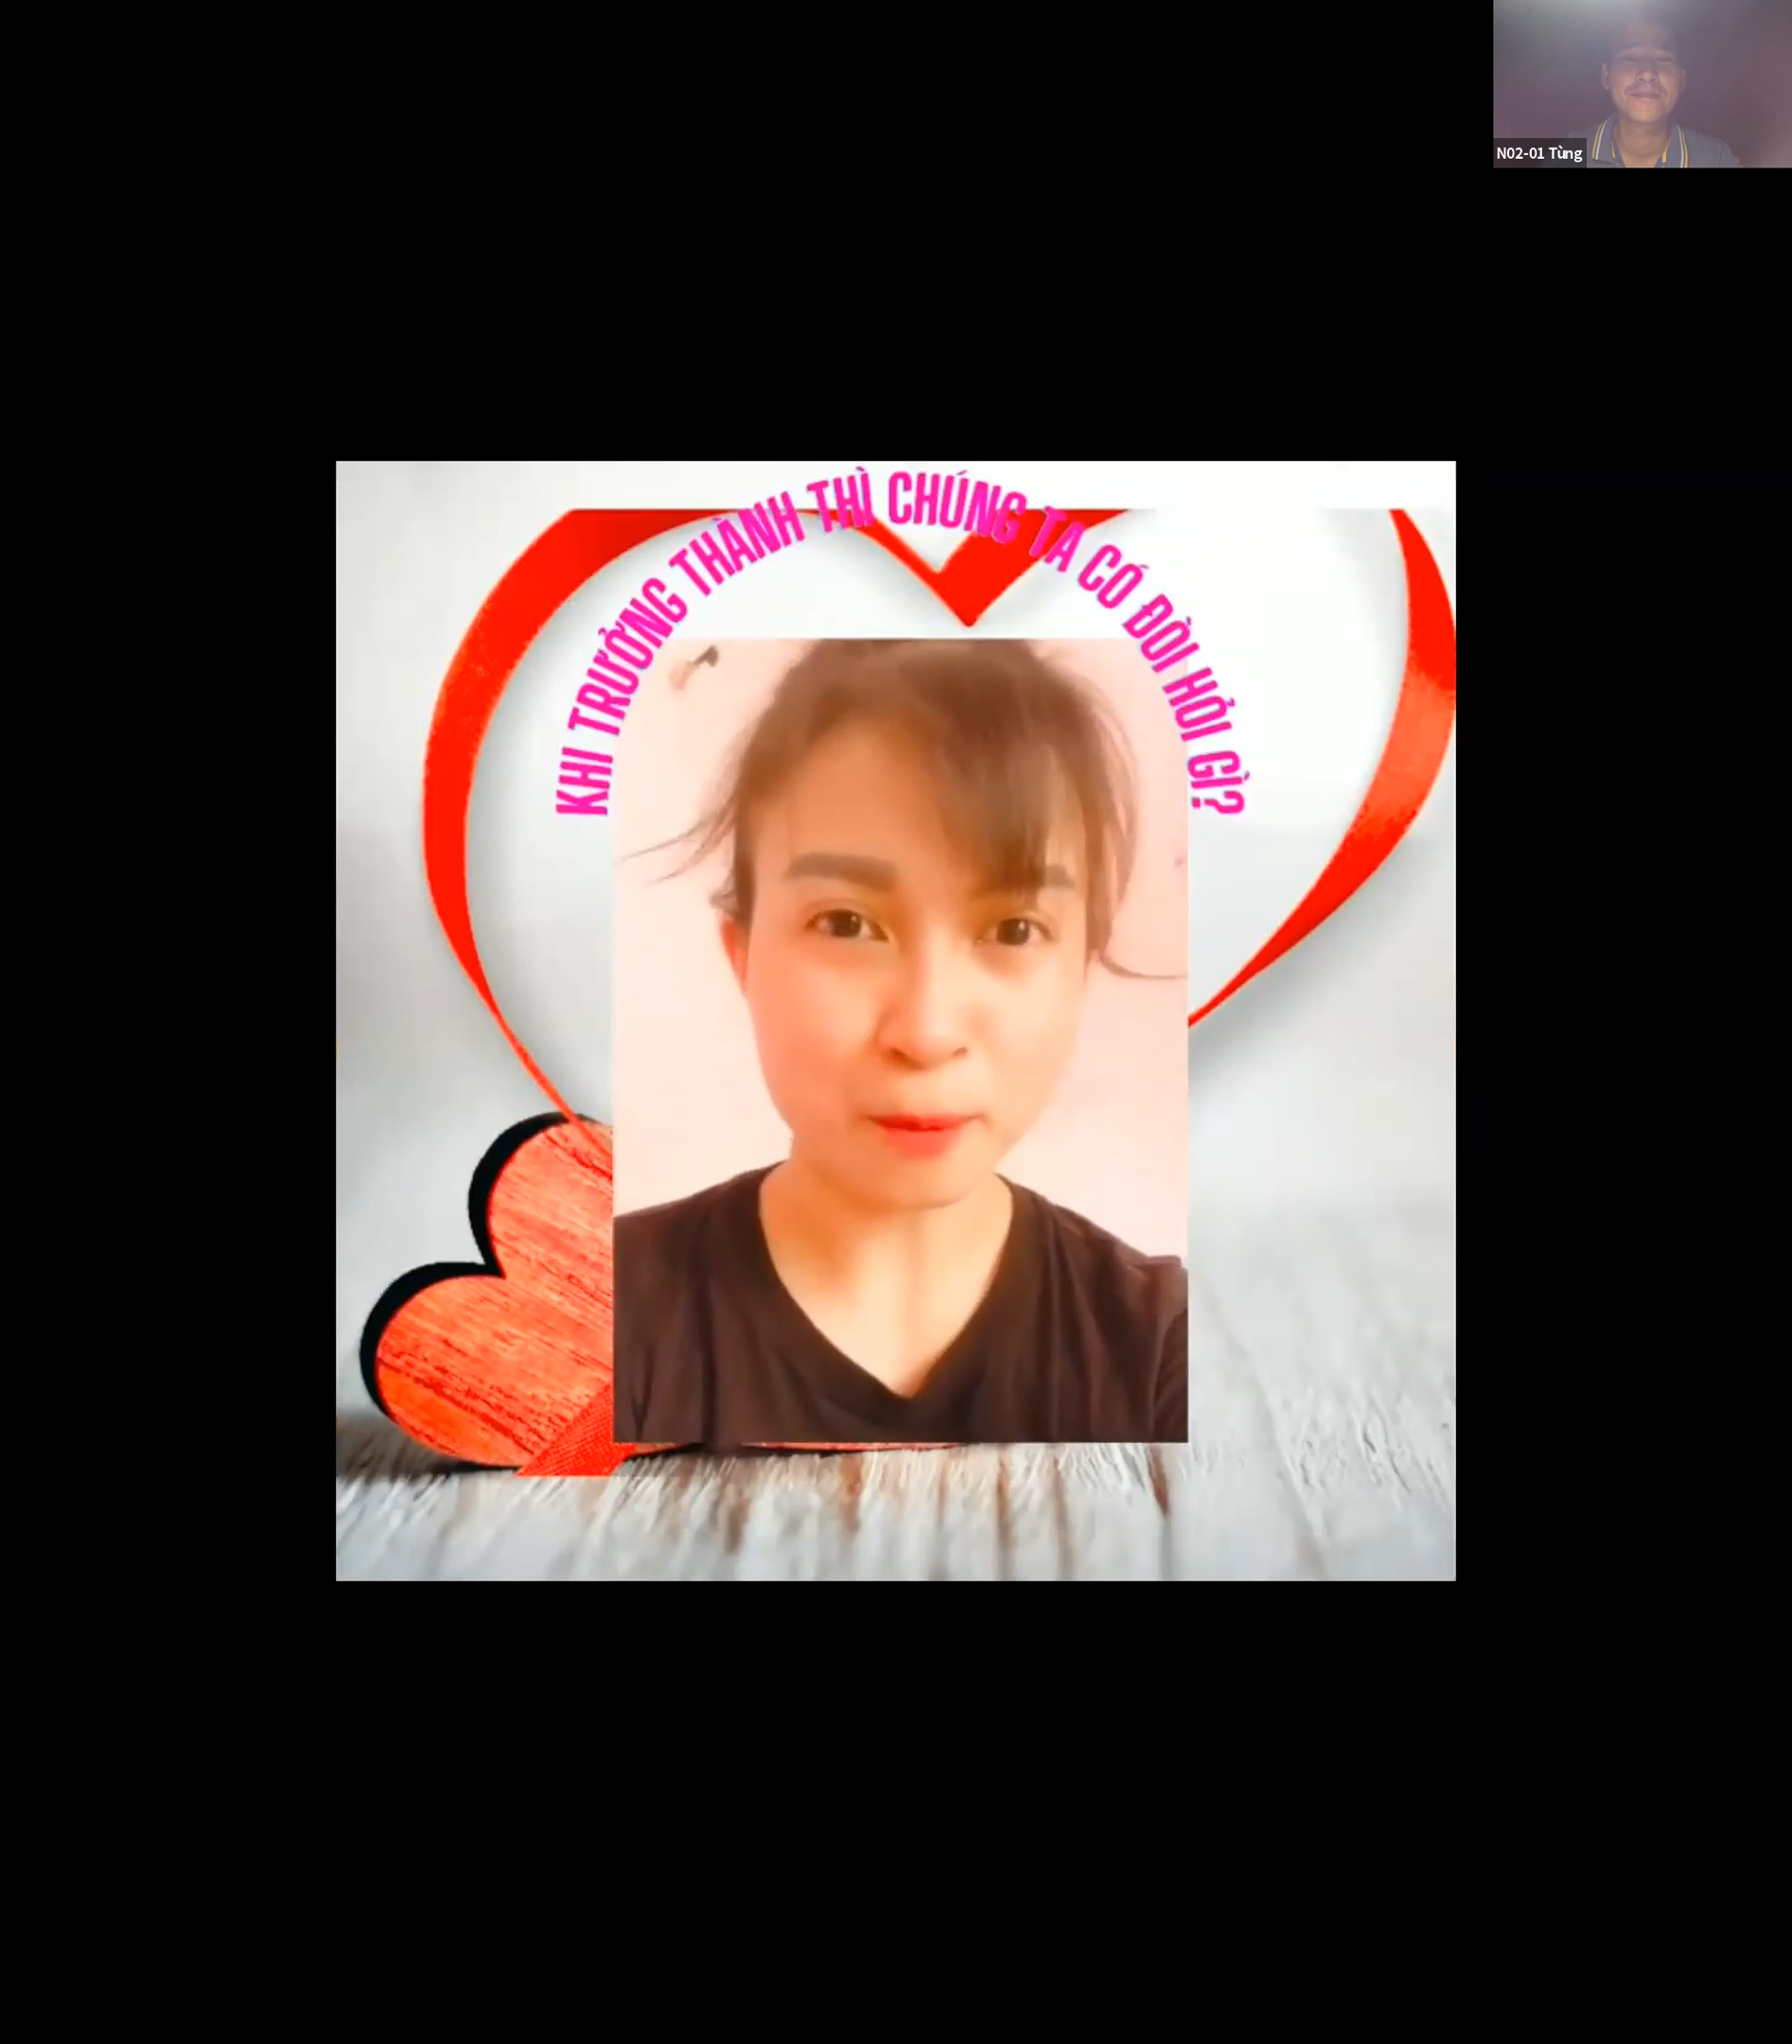 N02-01 Tùng
KHI TRƯỞNG THÀNH THÌ CHÚNG TA CÓ ĐÒI HỎI GÌ?